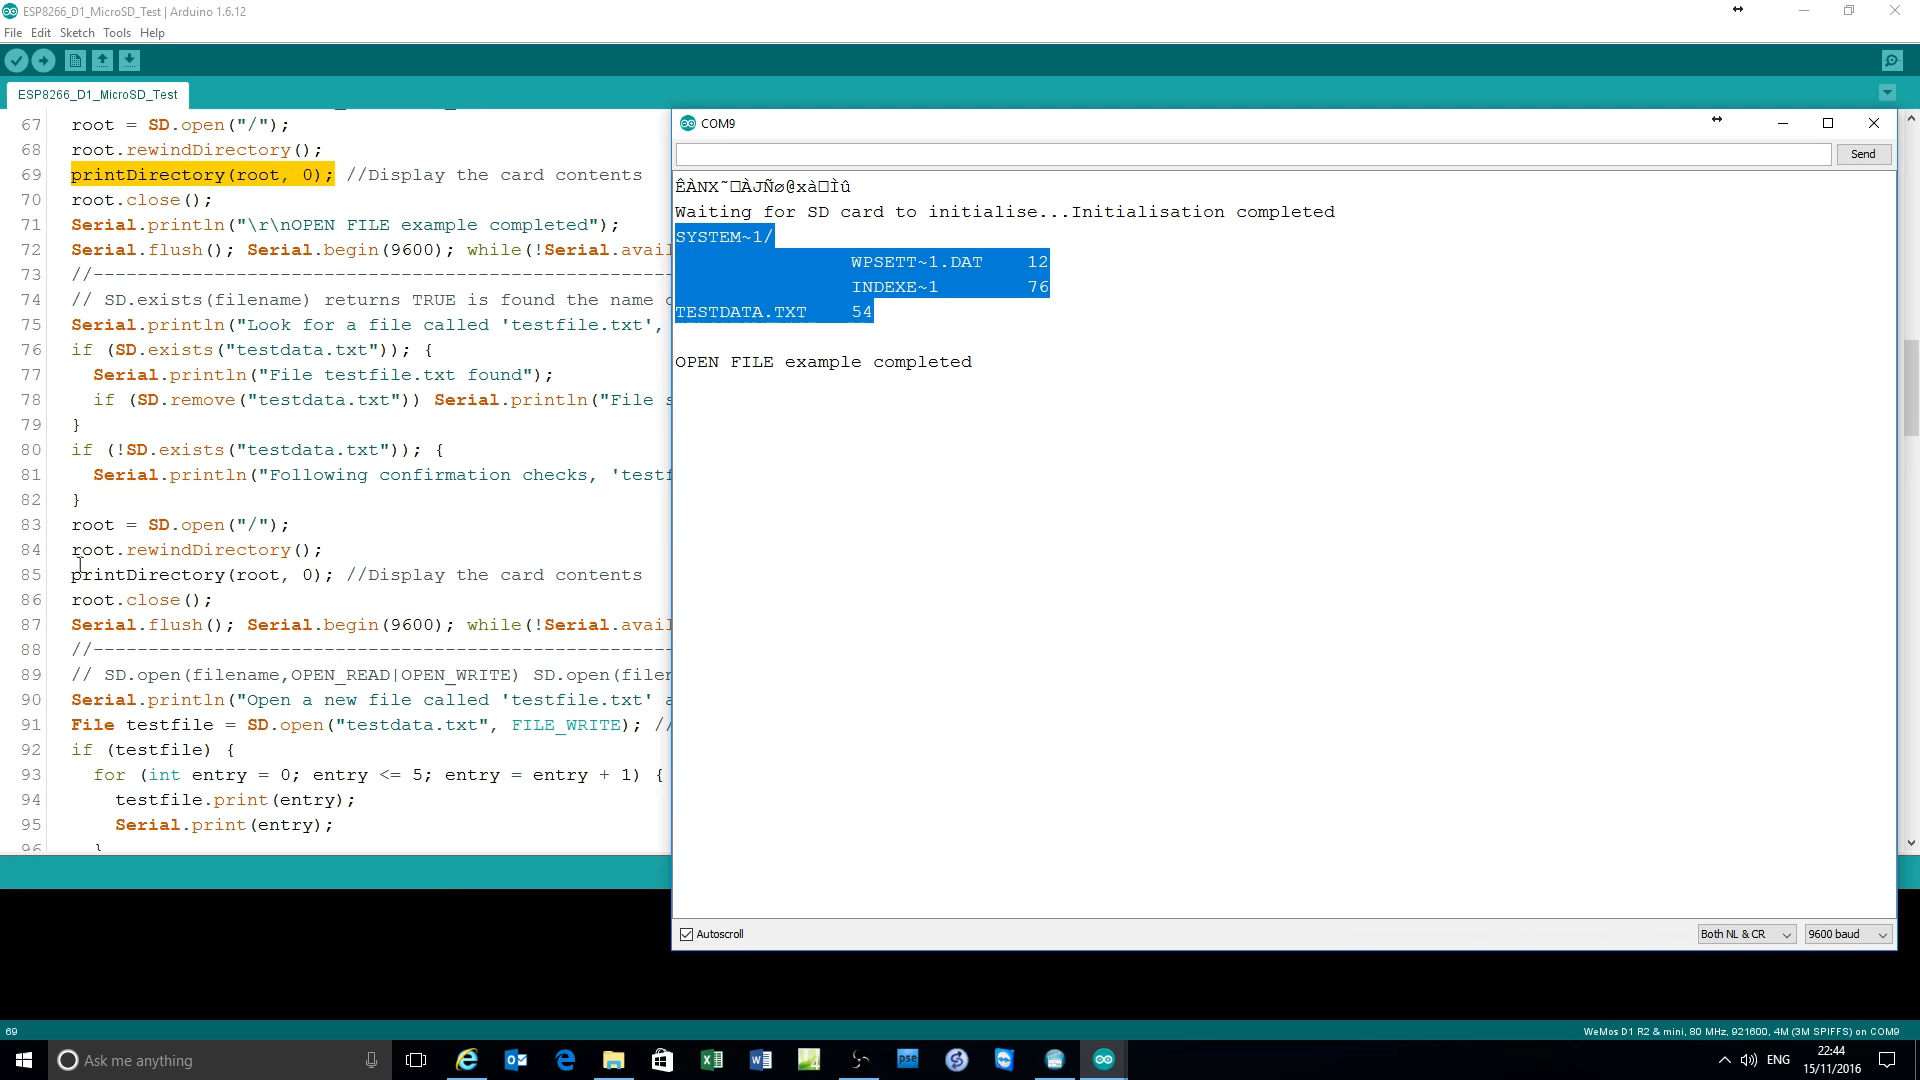 ESP8266_D1_MicroSD_Test | Arduino 1.6.12
File Edit Sketch Tools Help
ESP8266_D1_MicroSD_Test
67 root = SD.open("/");
68 root.rewindDirectory();
69 printDirectory(root, 0); //Display the card contents
70 root.close();
71 Serial.println("\r\nOPEN FILE example completed");
72 Serial.flush(); Serial.begin(9600); while(!Serial.avail
73 //-----------------------------------------------------
74 // SD.exists(filename) returns TRUE is found the name
75 Serial.println("Look for a file called 'testfile.txt',
76 if (SD.exists("testdata.txt")); {
77 Serial.println("File testfile.txt found");
78 if (SD.remove("testdata.txt")) Serial.println("File
79 }
80 if (!SD.exists("testdata.txt")); {
81 Serial.println("Following confirmation checks, 'testf
82 }
83 root = SD.open("/");
84 root.rewindDirectory();
85 printDirectory(root, 0); //Display the card contents
86 root.close();
87 Serial.flush(); Serial.begin(9600); while(!Serial.avail
88 //-----------------------------------------------------
89 // SD.open(filename,OPEN_READ|OPEN_WRITE) SD.open(filen
90 Serial.println("Open a new file called 'testfile.txt' a
91 File testfile = SD.open("testdata.txt", FILE_WRITE); //
92 if (testfile) {
93 for (int entry = 0; entry <= 5; entry = entry + 1) {
94 testfile.print(entry);
95 Serial.print(entry);
96 }
COM9
Send
ÊÀNX˜□ÀJÑø@xà□Ìû
Waiting for SD card to initialise...Initialisation completed
SYSTEM~1/
WPSETT~1.DAT 12
INDEXE~1 76
TESTDATA.TXT 54
OPEN FILE example completed
Autoscroll
Both NL & CR
9600 baud
69
WeMos D1 R2 & mini, 80 MHz, 921600, 4M (3M SPIFFS) on COM9
Ask me anything
pse
ENG
22:44
15/11/2016